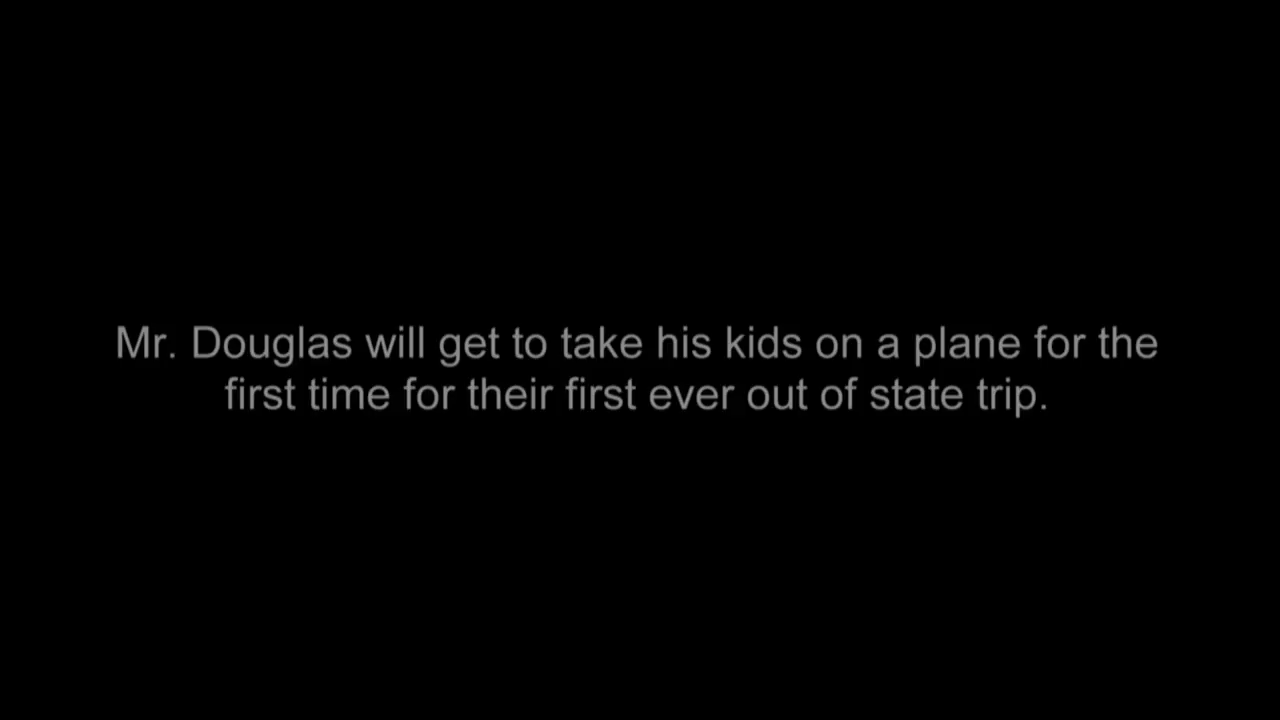 Mr. Douglas will get to take his kids on a plane for the
first time for their first ever out of state trip.